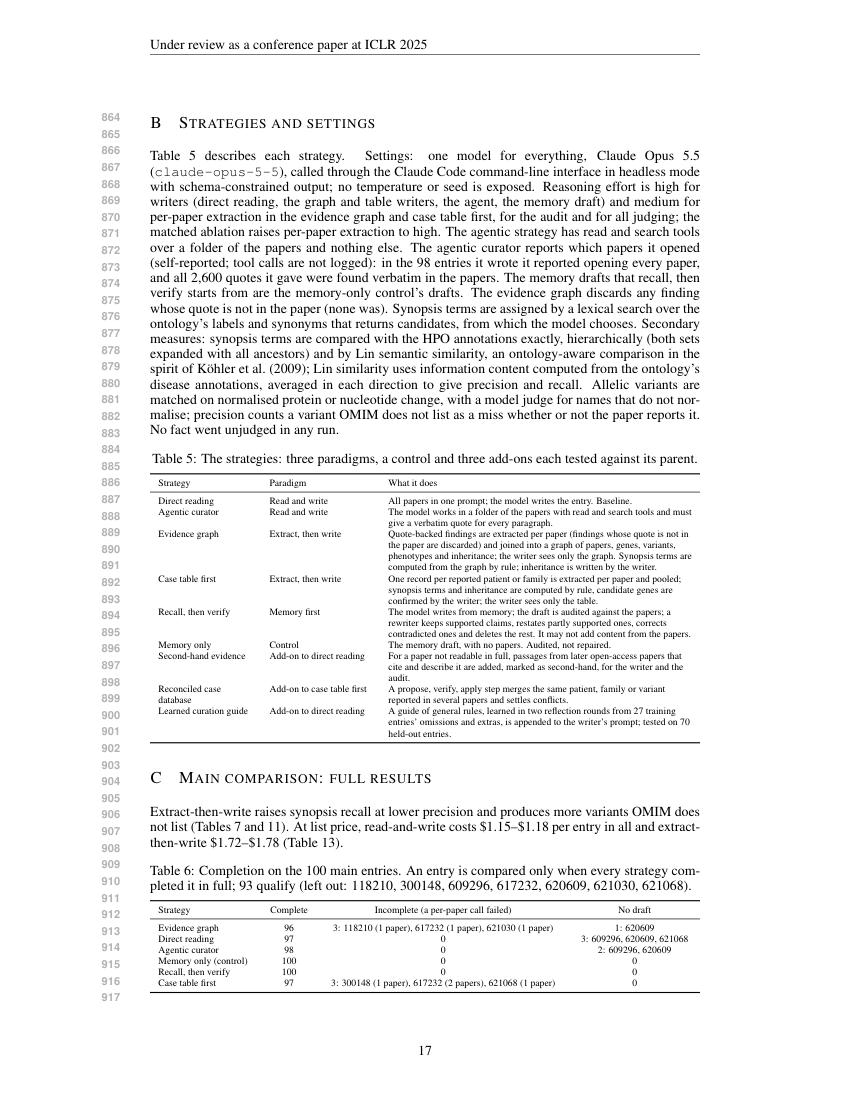 Under review as a conference paper at ICLR 2025
864
865
866
867
868
869
870
871
872
873
874
875
876
877
878
879
880
881
882
883
884
885
886
887
888
889
890
891
892
893
894
895
896
897
898
899
900
901
902
903
904
905
906
907
908
909
910
911
912
913
914
915
916
917
B STRATEGIES AND SETTINGS
Table 5 describes each strategy. Settings: one model for everything, Claude Opus 5.5
(claude-opus-5-5), called through the Claude Code command-line interface in headless mode
with schema-constrained output; no temperature or seed is exposed. Reasoning effort is high for
writers (direct reading, the graph and table writers, the agent, the memory draft) and medium for
per-paper extraction in the evidence graph and case table first, for the audit and for all judging; the
matched ablation raises per-paper extraction to high. The agentic strategy has read and search tools
over a folder of the papers and nothing else. The agentic curator reports which papers it opened
(self-reported; tool calls are not logged): in the 98 entries it wrote it reported opening every paper,
and all 2,600 quotes it gave were found verbatim in the papers. The memory drafts that recall, then
verify starts from are the memory-only control's drafts. The evidence graph discards any finding
whose quote is not in the paper (none was). Synopsis terms are assigned by a lexical search over the
ontology's labels and synonyms that returns candidates, from which the model chooses. Secondary
measures: synopsis terms are compared with the HPO annotations exactly, hierarchically (both sets
expanded with all ancestors) and by Lin semantic similarity, an ontology-aware comparison in the
spirit of Köhler et al. (2009); Lin similarity uses information content computed from the ontology's
disease annotations, averaged in each direction to give precision and recall. Allelic variants are
matched on normalised protein or nucleotide change, with a model judge for names that do not nor-
malise; precision counts a variant OMIM does not list as a miss whether or not the paper reports it.
No fact went unjudged in any run.
Table 5: The strategies: three paradigms, a control and three add-ons each tested against its parent.
Strategy Paradigm What it does
Direct reading Read and write All papers in one prompt; the model writes the entry. Baseline.
Agentic curator Read and write The model works in a folder of the papers with read and search tools and must
give a verbatim quote for every paragraph.
Evidence graph Extract, then write Quote-backed findings are extracted per paper (findings whose quote is not in
the paper are discarded) and joined into a graph of papers, genes, variants,
phenotypes and inheritance; the writer sees only the graph. Synopsis terms are
computed from the graph by rule; inheritance is written by the writer.
Case table first Extract, then write One record per reported patient or family is extracted per paper and pooled;
synopsis terms and inheritance are computed by rule, candidate genes are
confirmed by the writer; the writer sees only the table.
Recall, then verify Memory first The model writes from memory; the draft is audited against the papers; a
rewriter keeps supported claims, restates partly supported ones, corrects
contradicted ones and deletes the rest. It may not add content from the papers.
Memory only Control The memory draft, with no papers. Audited, not repaired.
Second-hand evidence Add-on to direct reading For a paper not readable in full, passages from later open-access papers that
cite and describe it are added, marked as second-hand, for the writer and the
audit.
Reconciled case Add-on to case table first A propose, verify, apply step merges the same patient, family or variant
database reported in several papers and settles conflicts.
Learned curation guide Add-on to direct reading A guide of general rules, learned in two reflection rounds from 27 training
entries' omissions and extras, is appended to the writer's prompt; tested on 70
held-out entries.
C MAIN COMPARISON: FULL RESULTS
Extract-then-write raises synopsis recall at lower precision and produces more variants OMIM does
not list (Tables 7 and 11). At list price, read-and-write costs $1.15–$1.18 per entry in all and extract-
then-write $1.72–$1.78 (Table 13).
Table 6: Completion on the 100 main entries. An entry is compared only when every strategy com-
pleted it in full; 93 qualify (left out: 118210, 300148, 609296, 617232, 620609, 621030, 621068).
Strategy Complete Incomplete (a per-paper call failed) No draft
Evidence graph 96 3: 118210 (1 paper), 617232 (1 paper), 621030 (1 paper) 1: 620609
Direct reading 97 0 3: 609296, 620609, 621068
Agentic curator 98 0 2: 609296, 620609
Memory only (control) 100 0 0
Recall, then verify 100 0 0
Case table first 97 3: 300148 (1 paper), 617232 (2 papers), 621068 (1 paper) 0
17